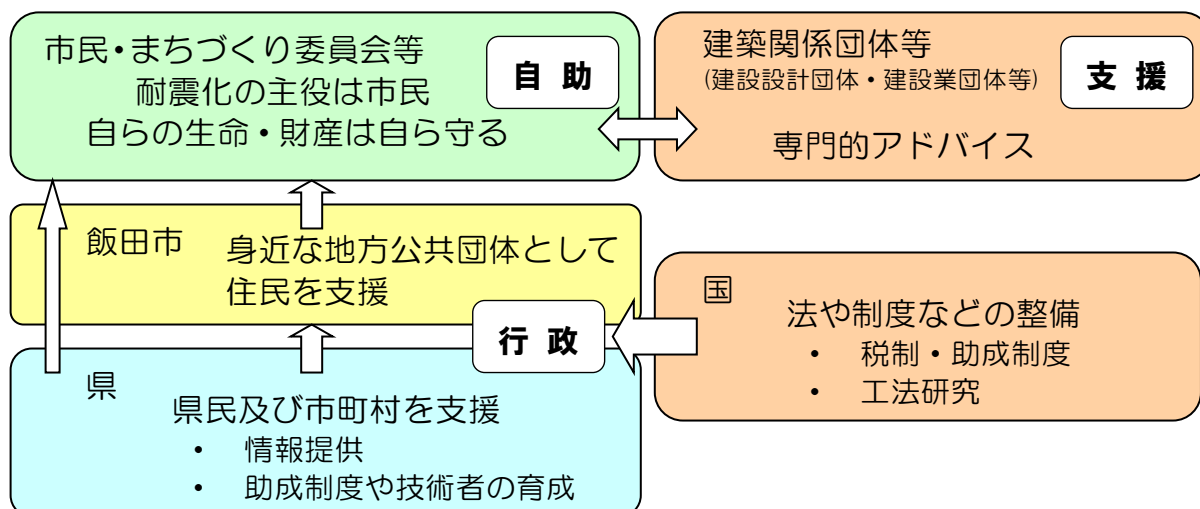 市民・まちづくり委員会等
自助
耐震化の主役は市民
自らの生命・財産は自ら守る
建築関係団体等
(建設設計団体・建設業団体等)
支援
専門的アドバイス
飯田市
身近な地方公共団体として
住民を支援
行政
国
法や制度などの整備
• 税制・助成制度
• 工法研究
県
県民及び市町村を支援
• 情報提供
• 助成制度や技術者の育成